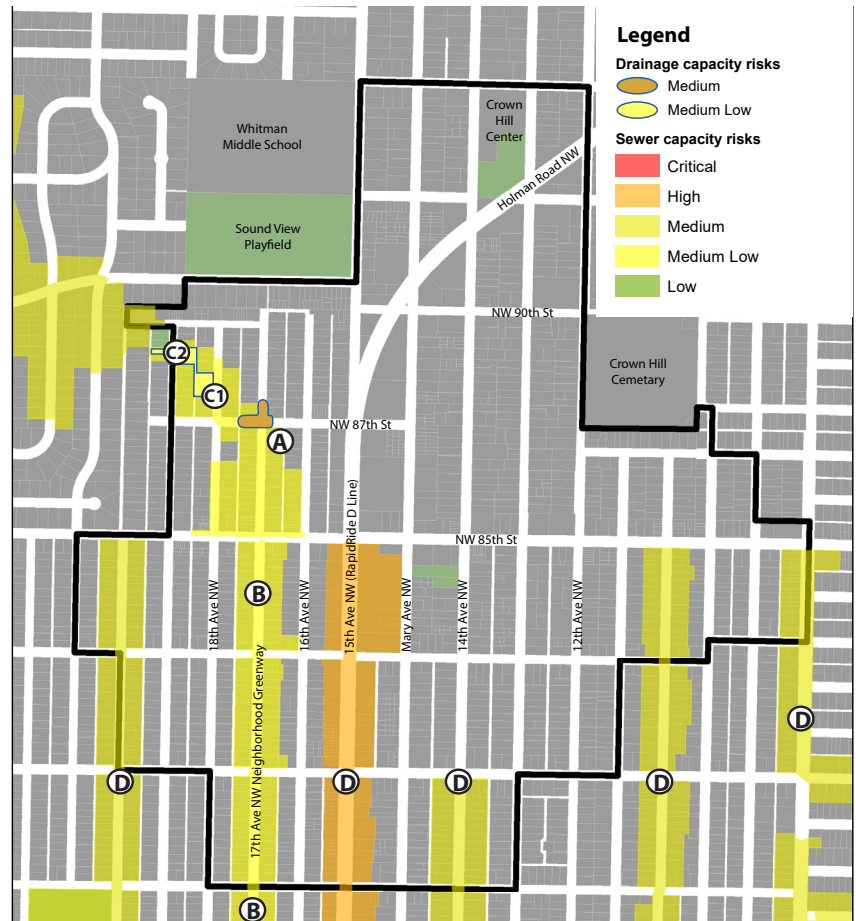 Legend
Drainage capacity risks
Medium
Medium Low
Sewer capacity risks
Critical
High
Medium
Medium Low
Low
Whitman
Middle School
Crown
Hill
Center
Holman Road NW
Sound View
Playfield
NW 90th St
Crown Hill
Cemetary
C2
C1
NW 87th St
A
NW 85th St
15th Ave NW (RapidRide D Line)
B
18th Ave NW
16th Ave NW
Mary Ave NW
14th Ave NW
12th Ave NW
17th Ave NW Neighborhood Greenway
D
D
D
D
D
B